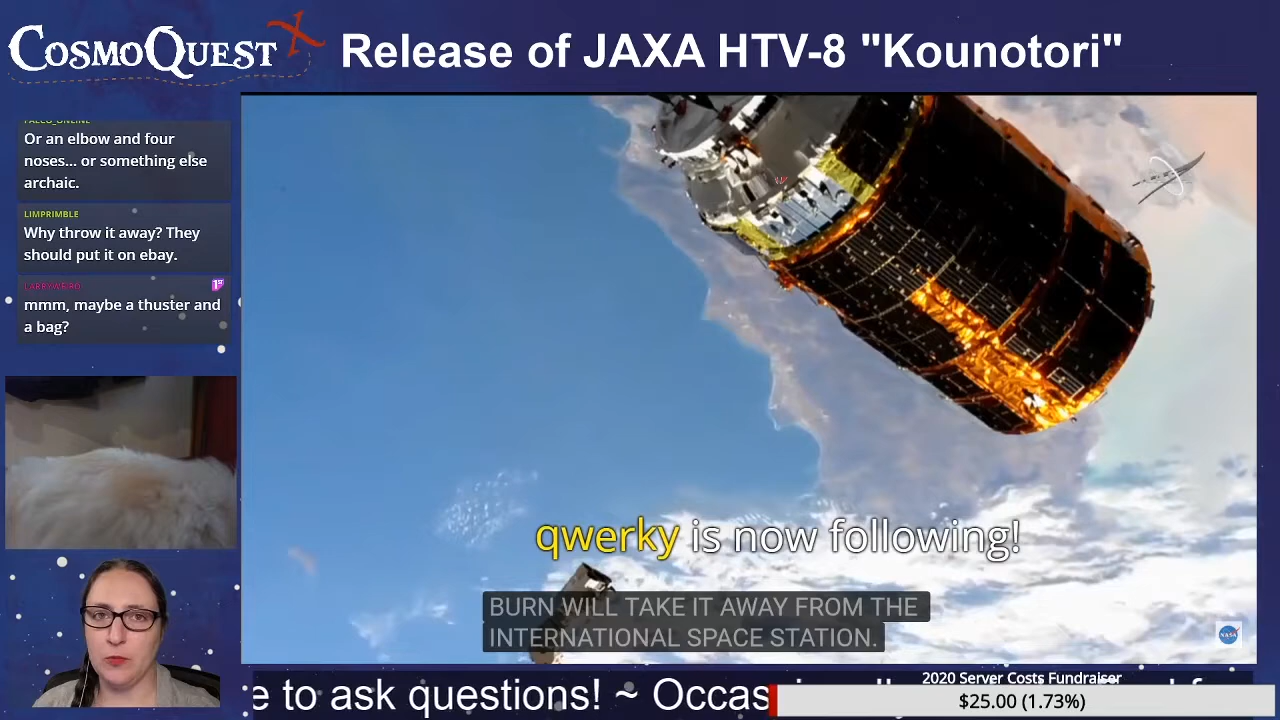 CosmoQuest X
Release of JAXA HTV-8 "Kounotori"
FALCO_ONLINE
Or an elbow and four
noses... or something else
archaic.
LIMPRIMBLE
Why throw it away? They
should put it on ebay.
mmm, maybe a thuster and
a bag?
qwerky is now following!
BURN WILL TAKE IT AWAY FROM THE
INTERNATIONAL SPACE STATION.
NASA
e to ask questions! ~ Occas
2020 Server Costs Fundraiser
$25.00 (1.73%)